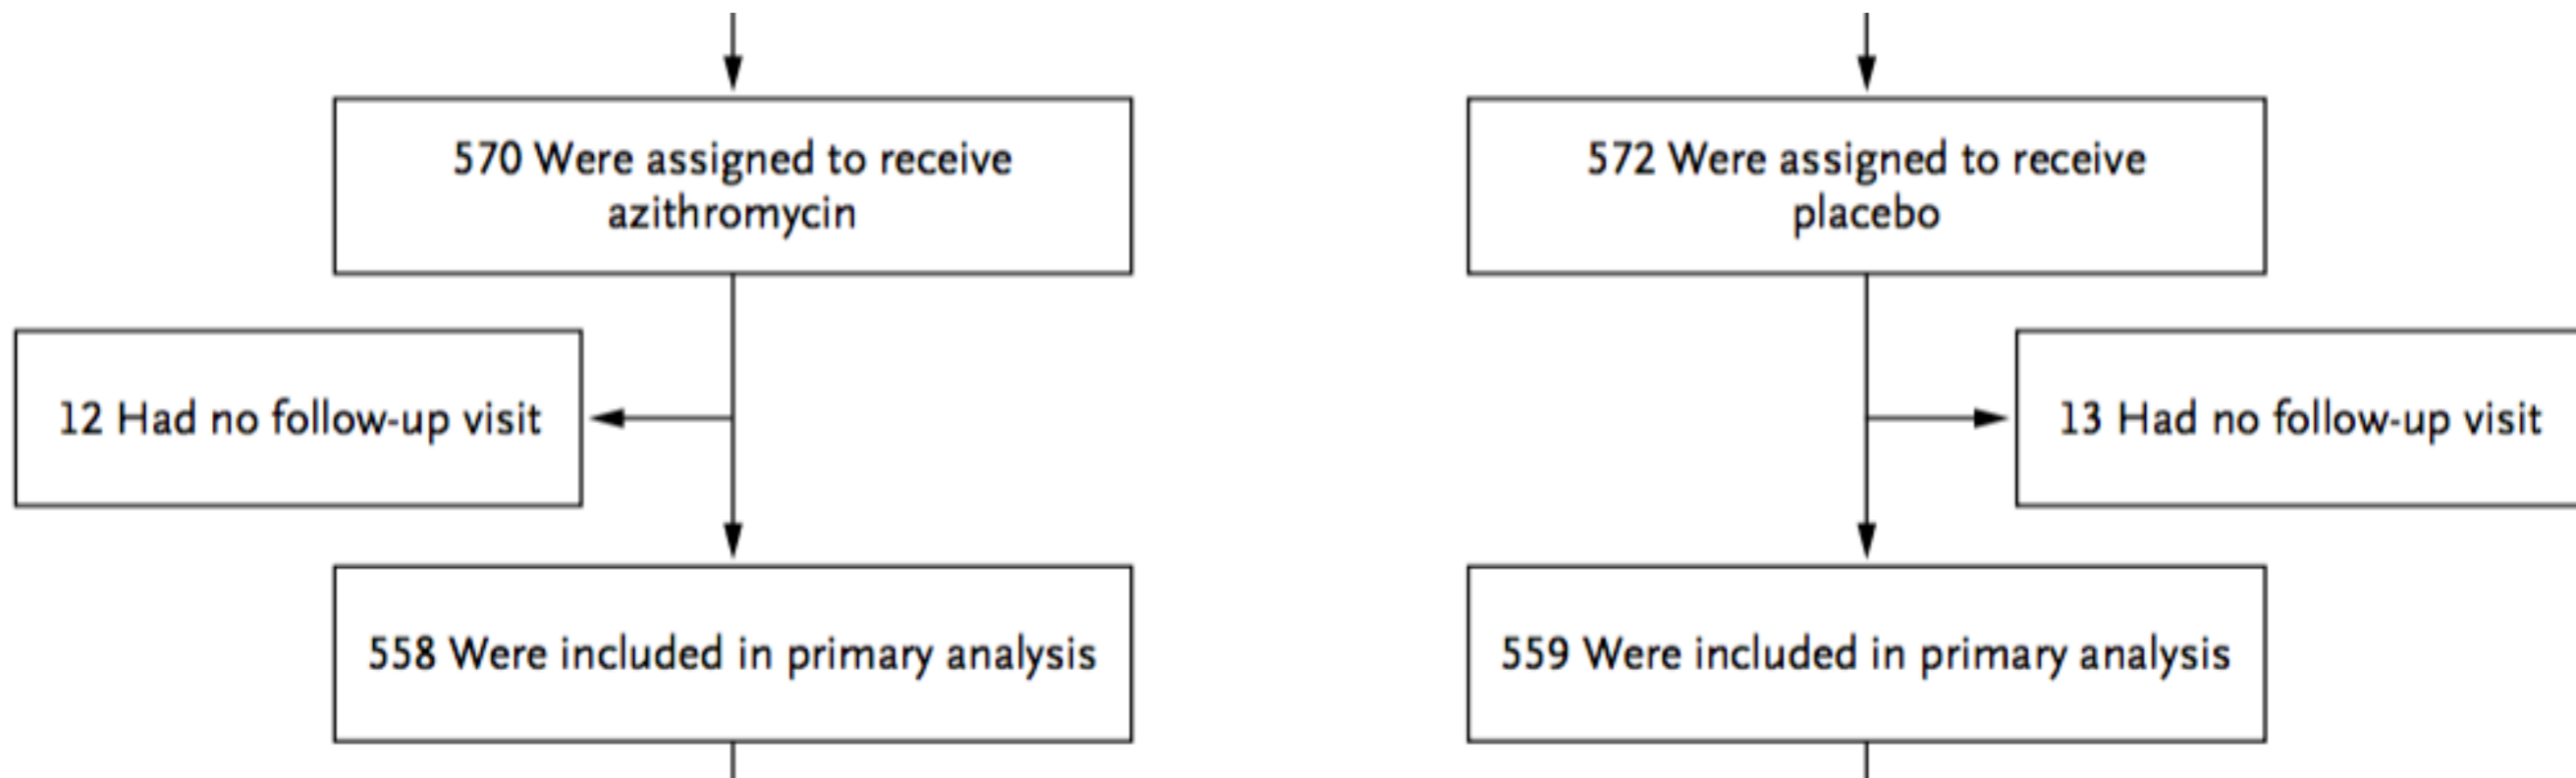 570 Were assigned to receive
azithromycin
572 Were assigned to receive
placebo
12 Had no follow-up visit
13 Had no follow-up visit
558 Were included in primary analysis
559 Were included in primary analysis